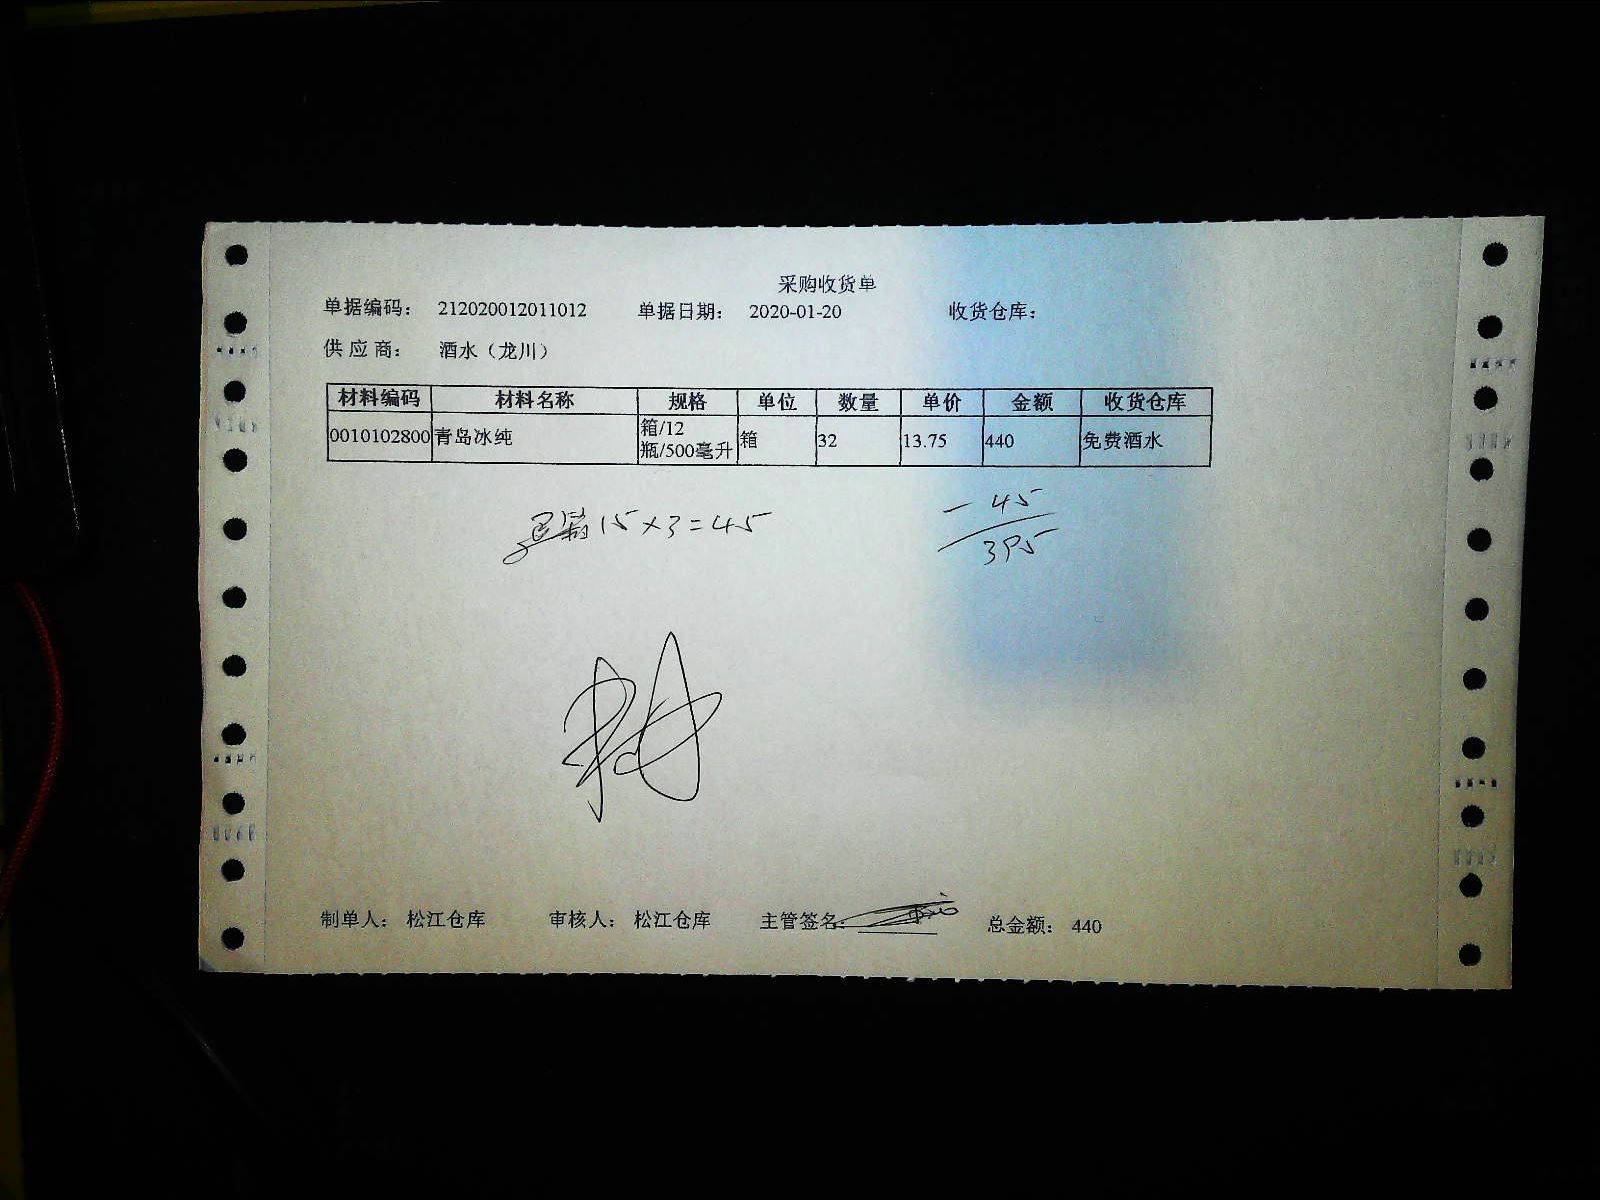 采购收货单
单据编码： 212020012011012 单据日期： 2020-01-20 收货仓库：
供 应 商： 酒水（龙川）
材料编码 材料名称 规格 单位 数量 单价 金额 收货仓库
0010102800 青岛冰纯 箱/12瓶/500毫升 箱 32 13.75 440 免费酒水
15×3=45
－45
395
制单人： 松江仓库 审核人： 松江仓库 主管签名： 总金额： 440